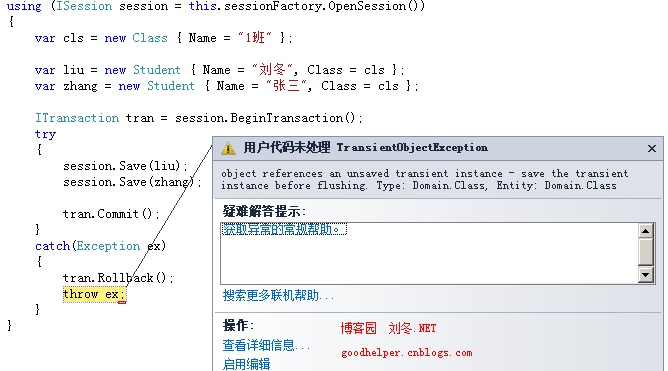 using (ISession session = this.sessionFactory.OpenSession())
{
    var cls = new Class { Name = "1班" };
    var liu = new Student { Name = "刘冬", Class = cls };
    var zhang = new Student { Name = "张三", Class = cls };
    ITransaction tran = session.BeginTransaction();
    try
    {
        session.Save(liu);
        session.Save(zhang);
        tran.Commit();
    }
    catch(Exception ex)
    {
        tran.Rollback();
        throw ex;
    }
}
用户代码未处理 TransientObjectException
object references an unsaved transient instance - save the transient
instance before flushing. Type: Domain.Class, Entity: Domain.Class
疑难解答提示:
获取异常的常规帮助。
搜索更多联机帮助...
操作:
查看详细信息...
启用编辑
博客园 刘冬.NET
goodhelper.cnblogs.com